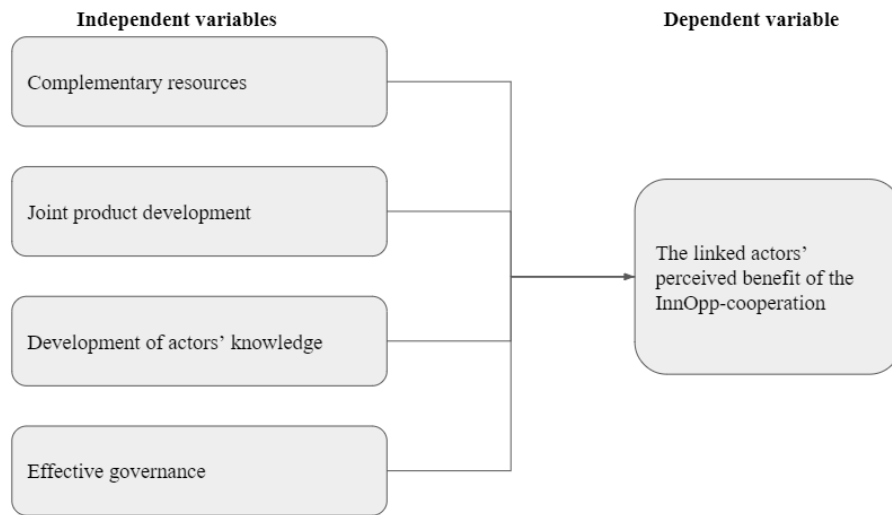 Independent variables
Dependent variable
Complementary resources
Joint product development
Development of actors’ knowledge
Effective governance
The linked actors’
perceived benefit of the
InnOpp-cooperation